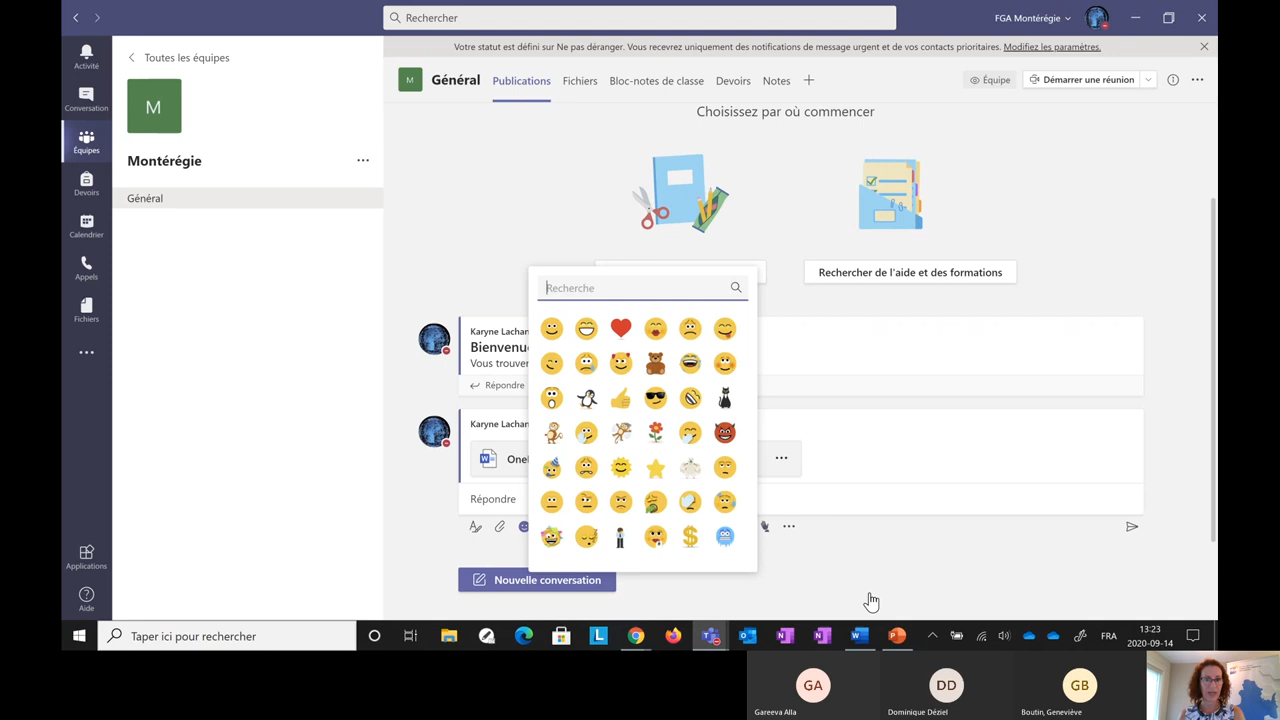 Rechercher
FGA Montérégie
Votre statut est défini sur Ne pas déranger. Vous recevrez uniquement des notifications de message urgent et de vos contacts prioritaires. Modifiez les paramètres.
Activité
Conversation
Équipes
Devoirs
Calendrier
Appels
Fichiers
Applications
Aide
Toutes les équipes
M
Montérégie
Général
M
Général
Publications
Fichiers
Bloc-notes de classe
Devoirs
Notes
Équipe
Démarrer une réunion
Choisissez par où commencer
Rechercher de l'aide et des formations
Recherche
Karyne Lachan
Bienvenu
Vous trouver
Répondre
Karyne Lachan
W
Répondre
Nouvelle conversation
Taper ici pour rechercher
L
FRA
13:23
2020-09-14
GA
Gareeva Alla
DD
Dominique Déziel
GB
Boutin, Geneviève